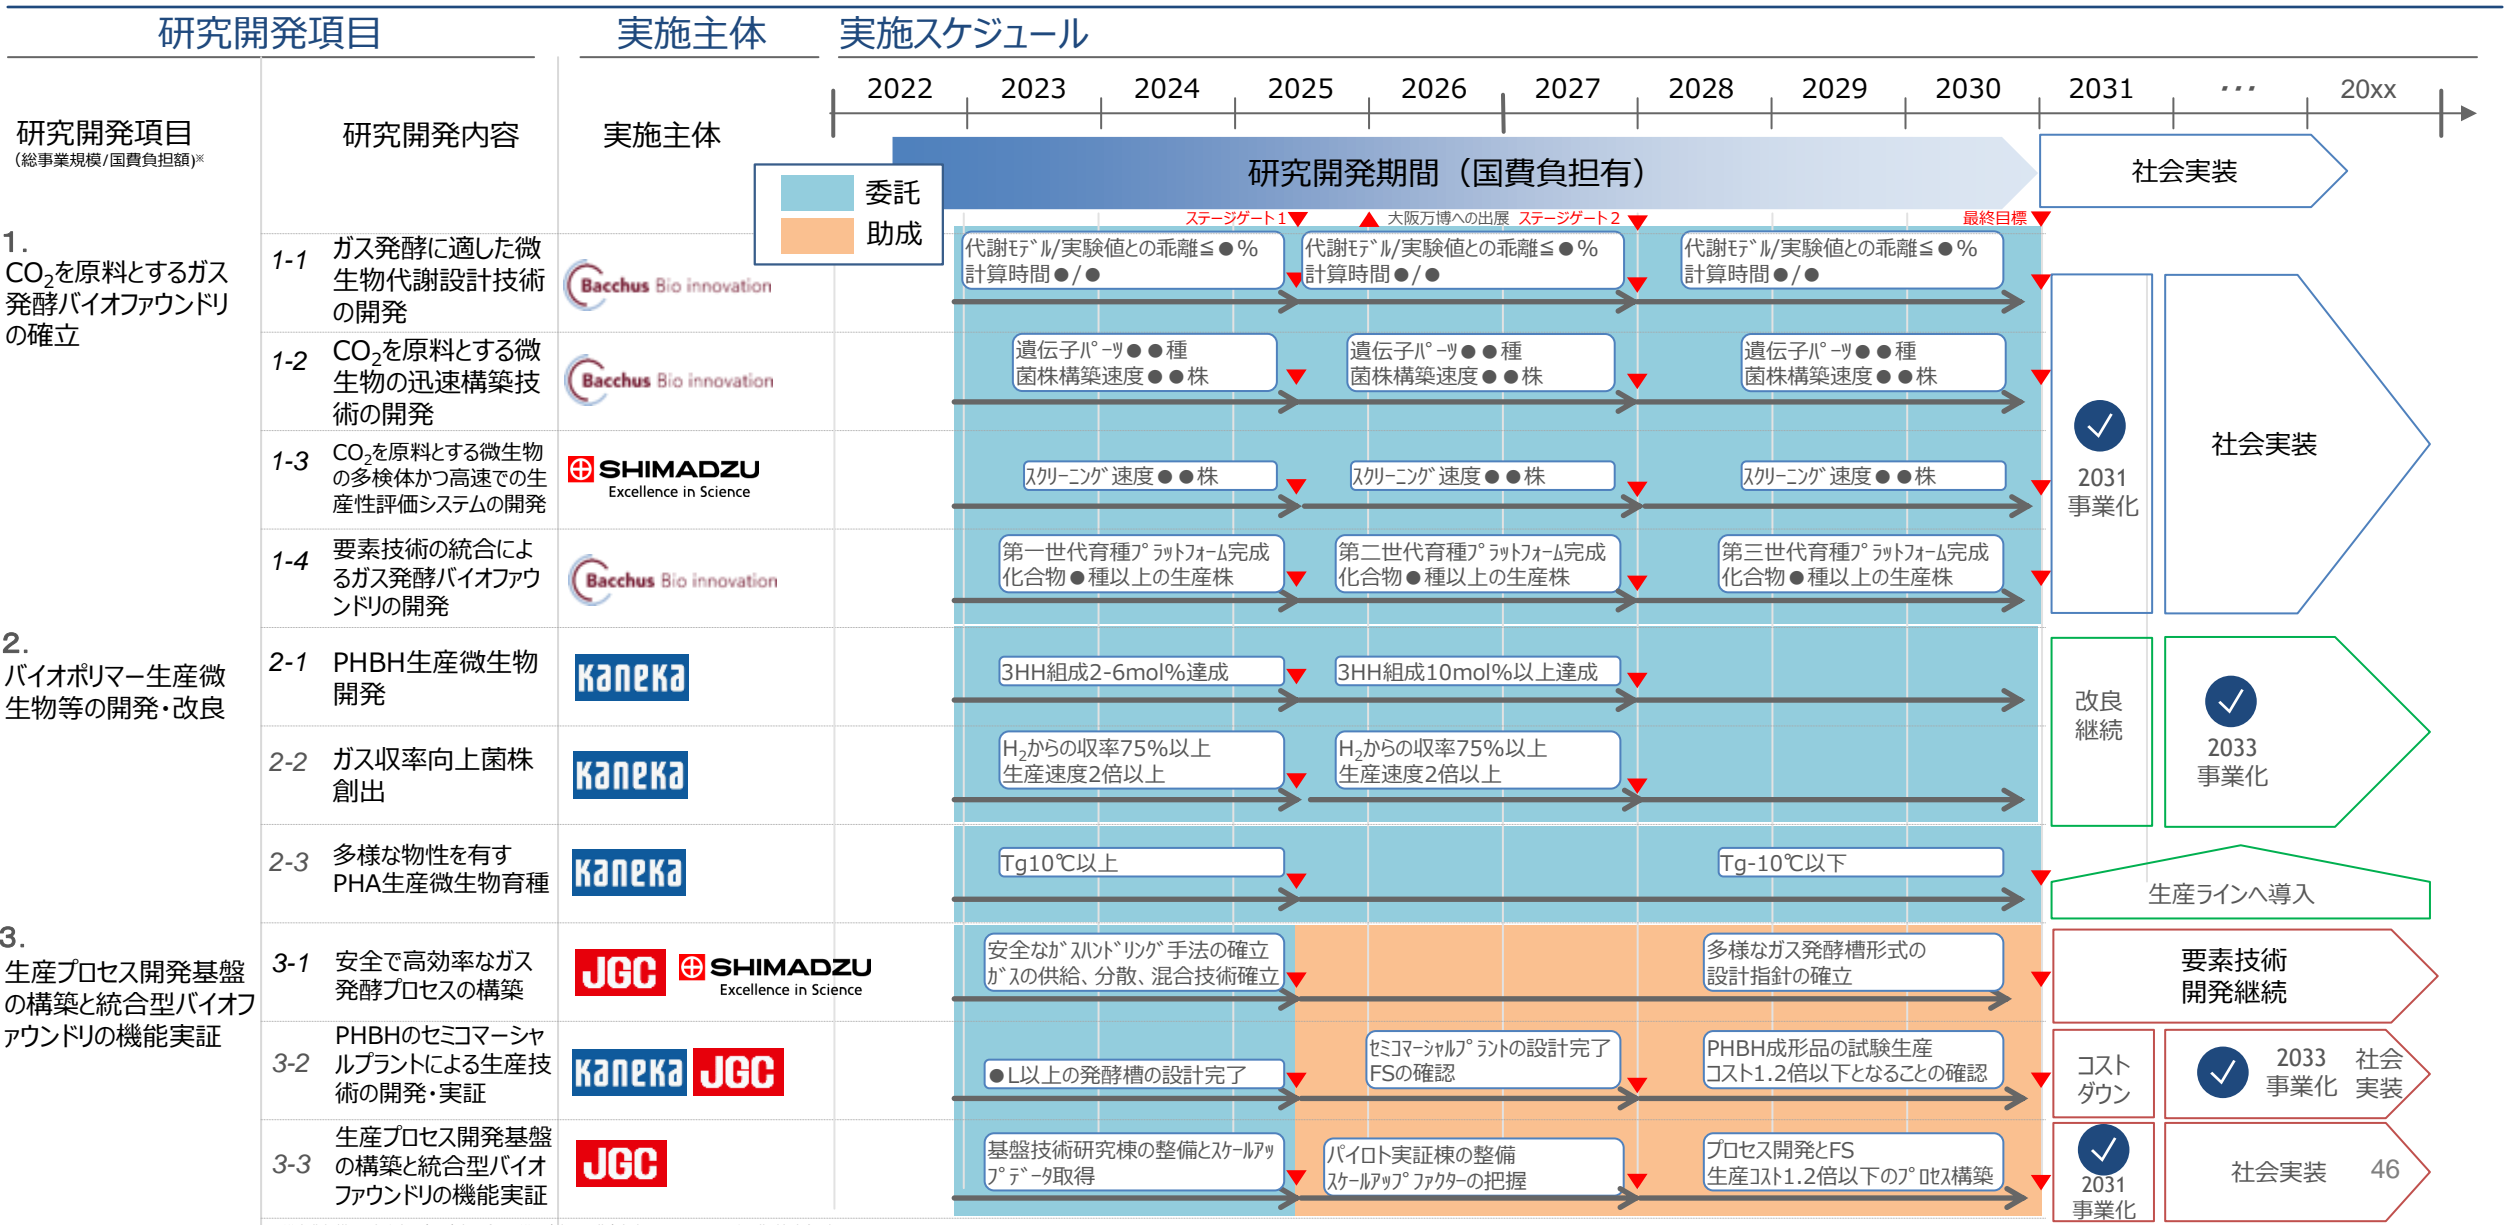 研究開発項目
実施主体
実施スケジュール
2022
2023
2024
2025
2026
2027
2028
2029
2030
2031
...
20xx
研究開発項目
（総事業規模/国費負担額)※
研究開発内容
実施主体
研究開発期間（国費負担有）
社会実装
委託
助成
ステージゲート1
大阪万博への出展
ステージゲート2
最終目標
1.
CO2を原料とするガス
発酵バイオファウンドリ
の確立
1-1
ガス発酵に適した微
生物代謝設計技術
の開発
Bacchus Bio innovation
代謝ﾓﾃﾞﾙ/実験値との乖離≦●%
計算時間●/●
代謝ﾓﾃﾞﾙ/実験値との乖離≦●%
計算時間●/●
代謝ﾓﾃﾞﾙ/実験値との乖離≦●%
計算時間●/●
1-2
CO2を原料とする微
生物の迅速構築技
術の開発
Bacchus Bio innovation
遺伝子ﾊﾟｰﾂ●●種
菌株構築速度●●株
遺伝子ﾊﾟｰﾂ●●種
菌株構築速度●●株
遺伝子ﾊﾟｰﾂ●●種
菌株構築速度●●株
1-3
CO2を原料とする微生物
の多検体かつ高速での生
産性評価システムの開発
SHIMADZU
Excellence in Science
ｽｸﾘｰﾆﾝｸﾞ速度●●株
ｽｸﾘｰﾆﾝｸﾞ速度●●株
ｽｸﾘｰﾆﾝｸﾞ速度●●株
1-4
要素技術の統合によ
るガス発酵バイオファウ
ンドリの開発
Bacchus Bio innovation
第一世代育種ﾌﾟﾗｯﾄﾌｫｰﾑ完成
化合物●種以上の生産株
第二世代育種ﾌﾟﾗｯﾄﾌｫｰﾑ完成
化合物●種以上の生産株
第三世代育種ﾌﾟﾗｯﾄﾌｫｰﾑ完成
化合物●種以上の生産株
2031
事業化
社会実装
2.
バイオポリマー生産微
生物等の開発・改良
2-1
PHBH生産微生物
開発
kaneka
3HH組成2-6mol%達成
3HH組成10mol%以上達成
2-2
ガス収率向上菌株
創出
kaneka
H2からの収率75%以上
生産速度2倍以上
H2からの収率75%以上
生産速度2倍以上
改良
継続
2033
事業化
2-3
多様な物性を有す
PHA生産微生物育種
kaneka
Tg10℃以上
Tg-10℃以下
生産ラインへ導入
3.
生産プロセス開発基盤
の構築と統合型バイオフ
ァウンドリの機能実証
3-1
安全で高効率なガス
発酵プロセスの構築
JGC
SHIMADZU
Excellence in Science
安全なｶﾞｽﾊﾝﾄﾞﾘﾝｸﾞ手法の確立
ｶﾞｽの供給、分散、混合技術確立
多様なガス発酵槽形式の
設計指針の確立
要素技術
開発継続
3-2
PHBHのセミコマーシャ
ルプラントによる生産技
術の開発・実証
kaneka
JGC
●L以上の発酵槽の設計完了
ｾﾐｺﾏｰｼｬﾙﾌﾟﾗﾝﾄの設計完了
FSの確認
PHBH成形品の試験生産
コスト1.2倍以下となることの確認
コスト
ダウン
2033
事業化
社会
実装
3-3
生産プロセス開発基盤
の構築と統合型バイオ
ファウンドリの機能実証
JGC
基盤技術研究棟の整備とｽｹｰﾙｱｯ
ﾌﾟﾃﾞｰﾀ取得
パイロト実証棟の整備
ｽｹｰﾙｱｯﾌﾟﾌｧｸﾀｰの把握
プロセス開発とFS
生産ｺｽﾄ1.2倍以下のﾌﾟﾛｾｽ構築
2031
事業化
社会実装
46